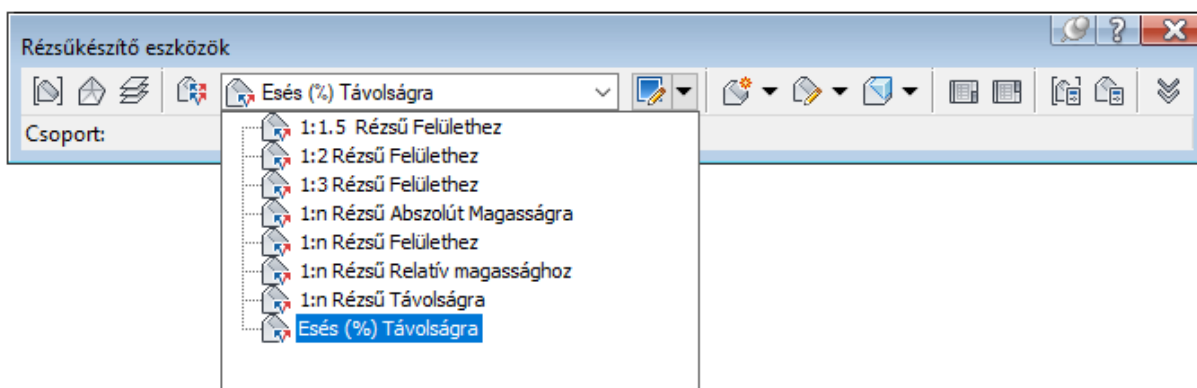 Rézsűkészítő eszközök
Esés (%) Távolságra
Csoport:
1:1.5 Rézsű Felülethez
1:2 Rézsű Felülethez
1:3 Rézsű Felülethez
1:n Rézsű Abszolút Magasságra
1:n Rézsű Felülethez
1:n Rézsű Relatív magassághoz
1:n Rézsű Távolságra
Esés (%) Távolságra